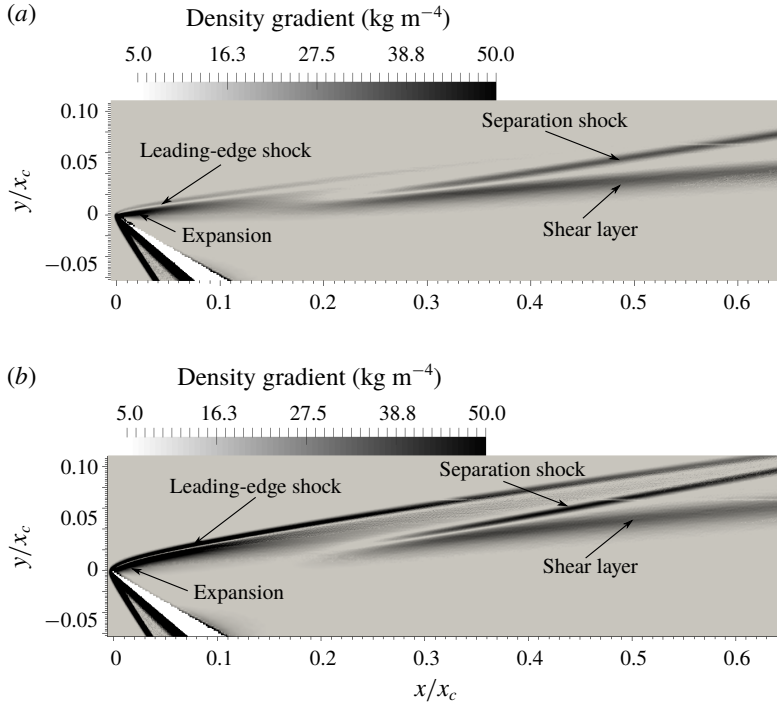 (a)
Density gradient (kg m⁻⁴)
5.0 16.3 27.5 38.8 50.0
0.10
Separation shock
Leading-edge shock
0.05
y/x_c
0
Expansion
Shear layer
−0.05
0 0.1 0.2 0.3 0.4 0.5 0.6
(b)
Density gradient (kg m⁻⁴)
5.0 16.3 27.5 38.8 50.0
0.10
Separation shock
Leading-edge shock
0.05
y/x_c
0
Expansion
Shear layer
−0.05
0 0.1 0.2 0.3 0.4 0.5 0.6
x/x_c